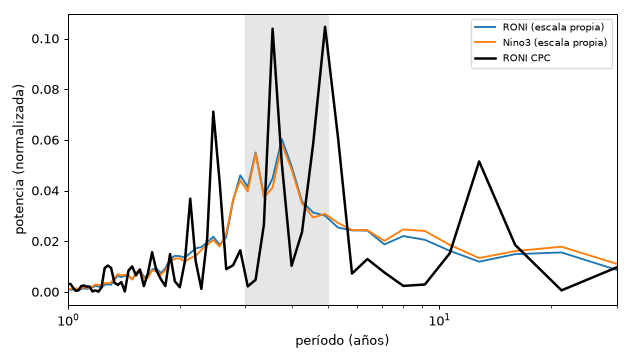 RONI (escala propia)
Nino3 (escala propia)
RONI CPC
potencia (normalizada)
0.10
0.08
0.06
0.04
0.02
0.00
10⁰
10¹
período (años)